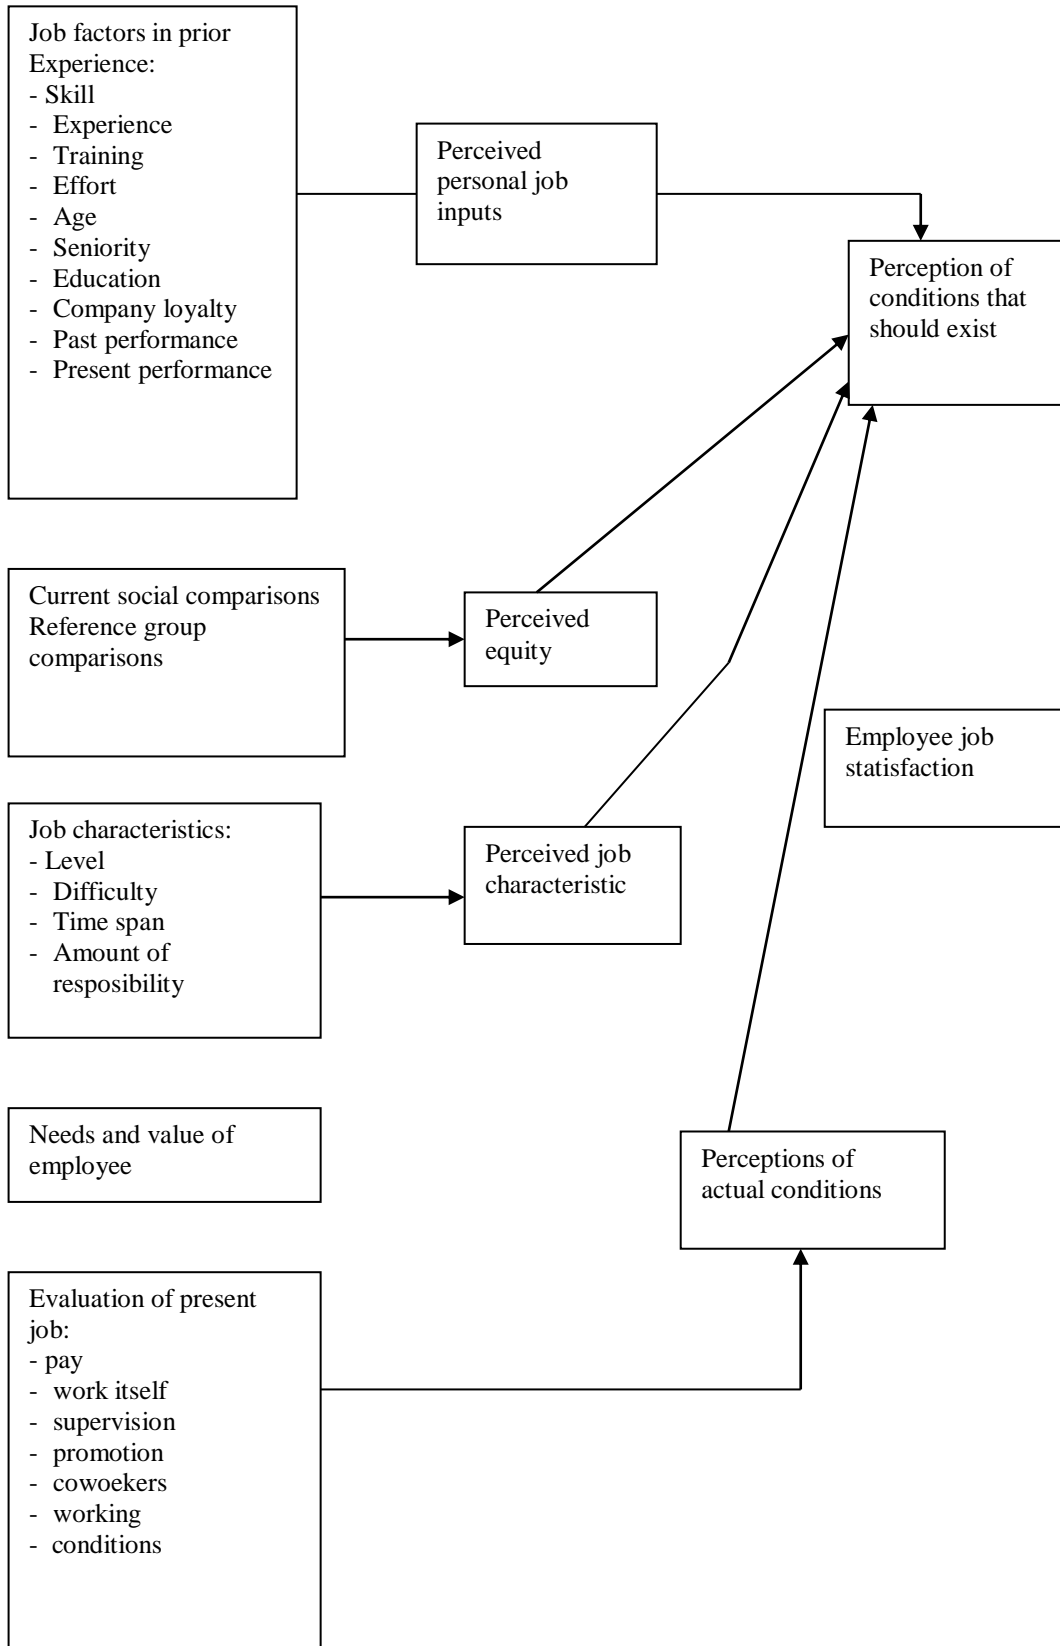 Job factors in prior
Experience:
- Skill
- Experience
- Training
- Effort
- Age
- Seniority
- Education
- Company loyalty
- Past performance
- Present performance
Perceived
personal job
inputs
Perception of
conditions that
should exist
Current social comparisons
Reference group
comparisons
Perceived
equity
Employee job
statisfaction
Job characteristics:
- Level
- Difficulty
- Time span
- Amount of
resposibility
Perceived job
characteristic
Needs and value of
employee
Perceptions of
actual conditions
Evaluation of present
job:
- pay
- work itself
- supervision
- promotion
- cowoekers
- working
- conditions